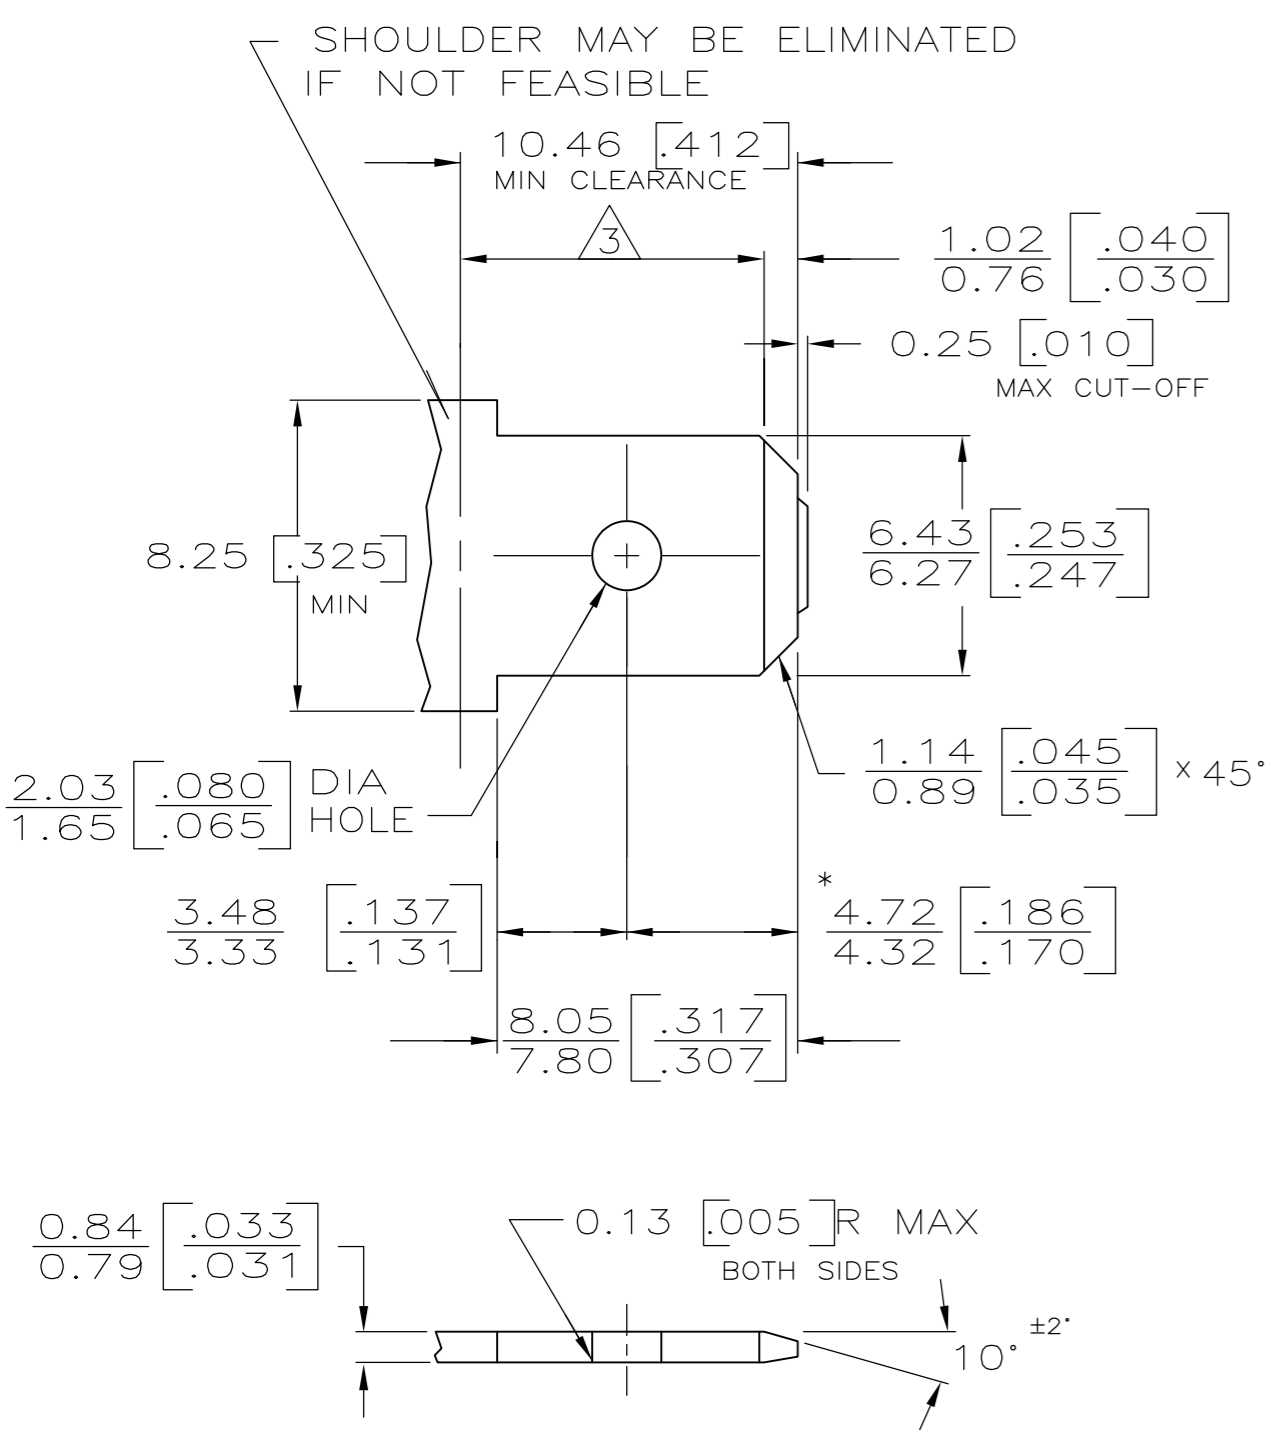 SHOULDER MAY BE ELIMINATED
IF NOT FEASIBLE
10.46 [.412]
MIN CLEARANCE
3
1.02 [.040
0.76 .030]
0.25 [.010]
MAX CUT-OFF
8.25 [.325]
MIN
6.43 [.253
6.27 .247]
2.03 [.080
1.65 .065] DIA
HOLE
1.14 [.045
0.89 .035] x 45°
3.48 [.137
3.33 .131]
*
4.72 [.186
4.32 .170]
8.05 [.317
7.80 .307]
0.84 [.033
0.79 .031]
0.13 [.005] R MAX
BOTH SIDES
10° ±2°